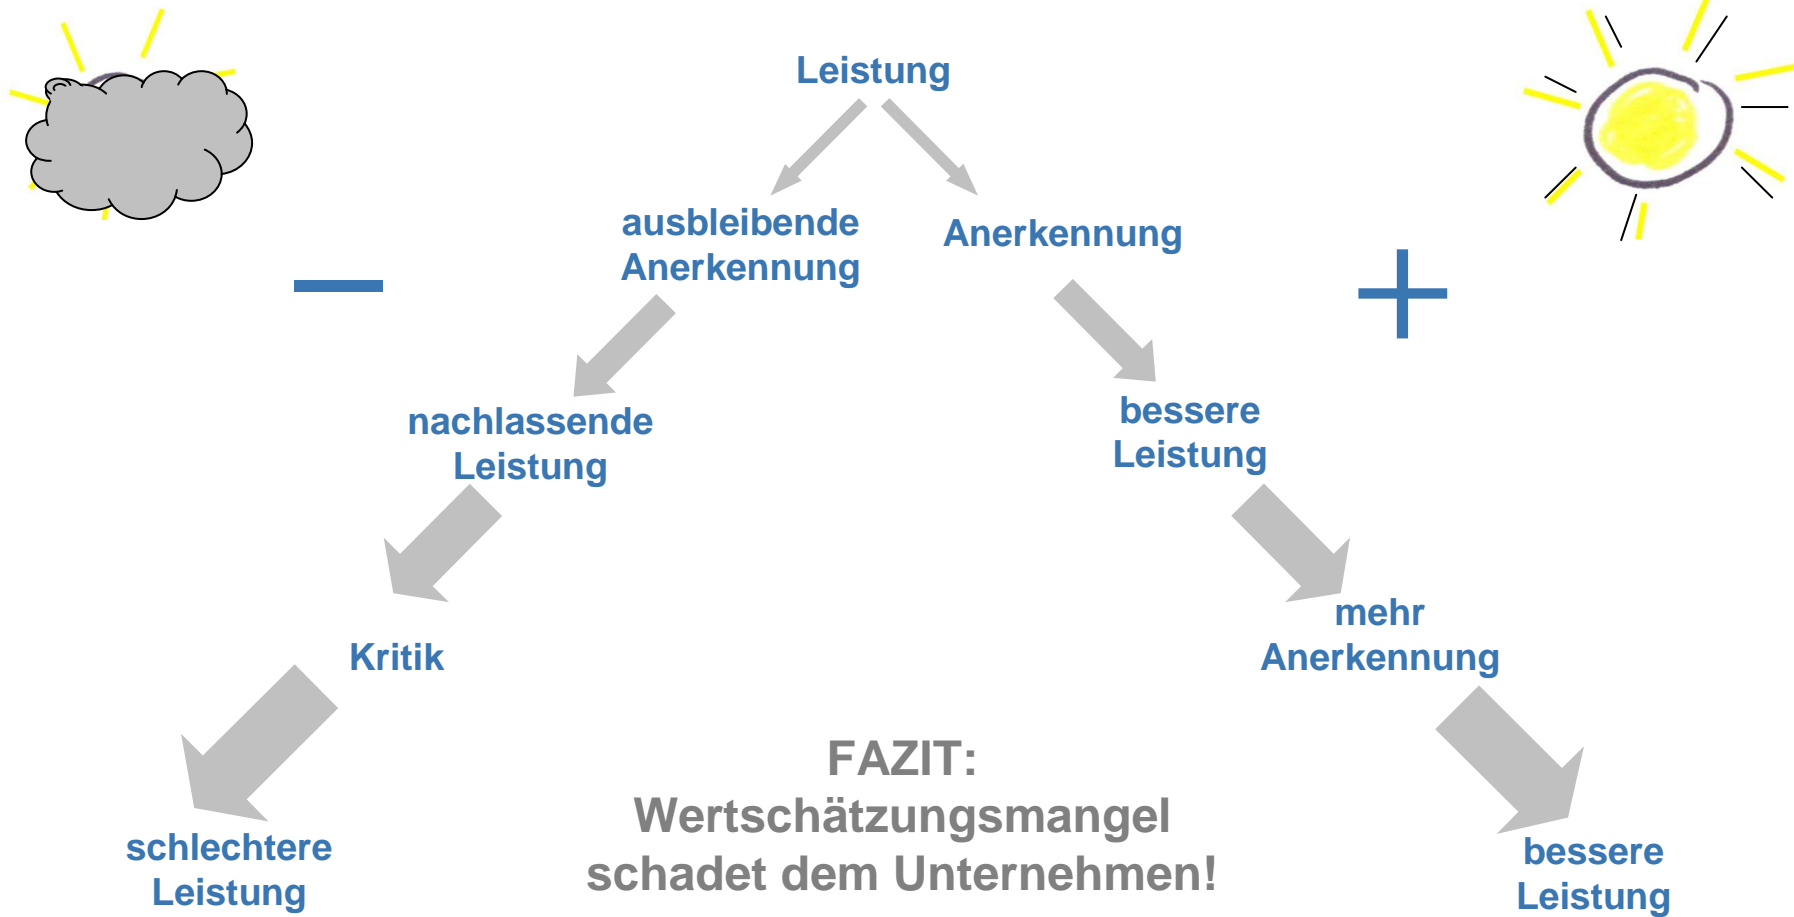 Leistung
ausbleibende
Anerkennung
Anerkennung
nachlassende
Leistung
bessere
Leistung
Kritik
mehr
Anerkennung
schlechtere
Leistung
bessere
Leistung
FAZIT:
Wertschätzungsmangel
schadet dem Unternehmen!